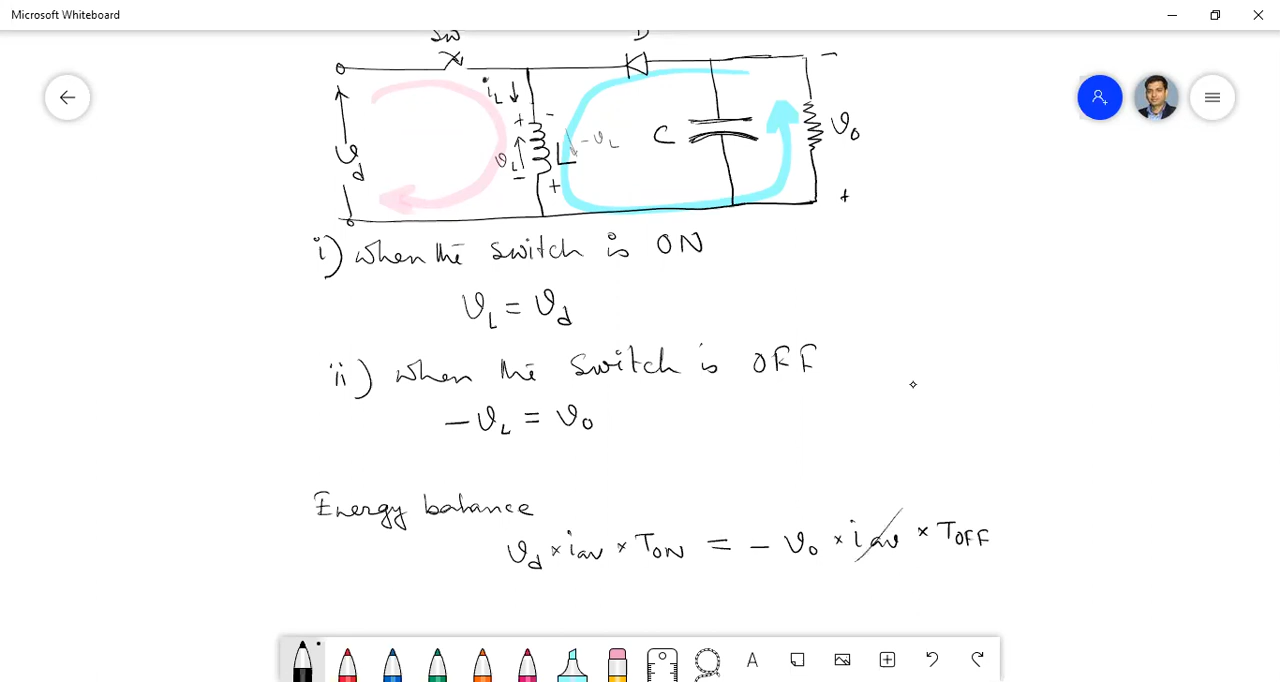 Microsoft Whiteboard
SW D
+ iL ↓ - -
vd + vL - L -vL C vo
+ +
i) when the switch is ON
vL = vd
ii) when the switch is OFF
- vL = vo
Energy balance
vd × iav × TON = - vo × iav × TOFF
A